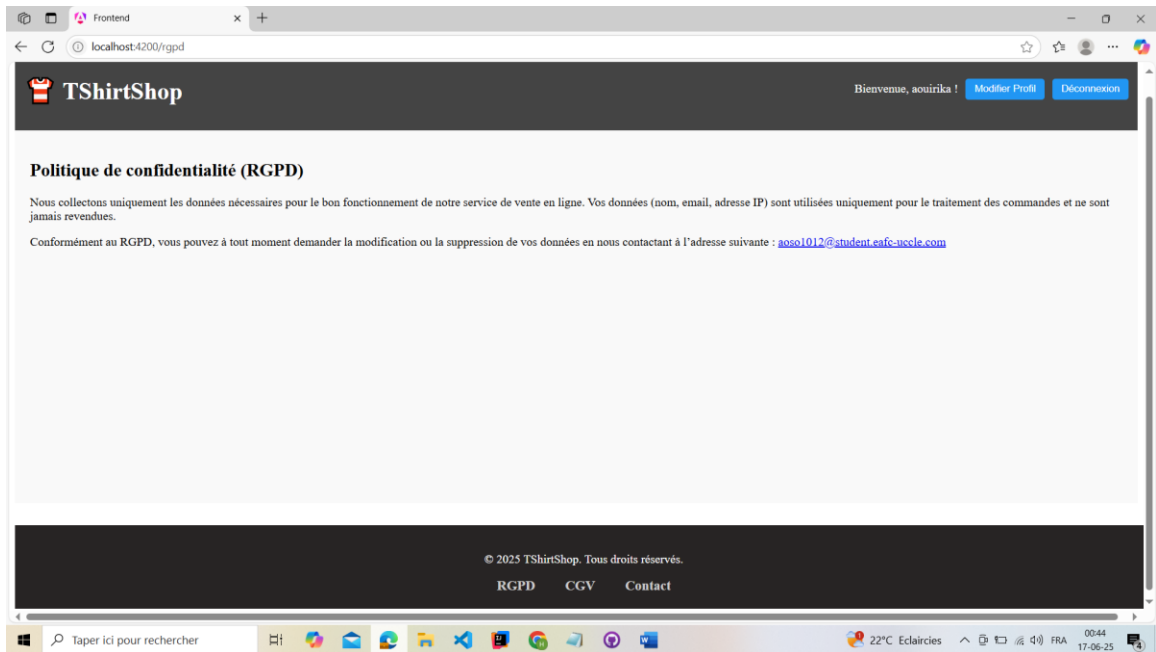 Frontend
localhost:4200/rgpd
TShirtShop
Bienvenue, aouirika !
Modifier Profil
Déconnexion
Politique de confidentialité (RGPD)
Nous collectons uniquement les données nécessaires pour le bon fonctionnement de notre service de vente en ligne. Vos données (nom, email, adresse IP) sont utilisées uniquement pour le traitement des commandes et ne sont
jamais revendues.
Conformément au RGPD, vous pouvez à tout moment demander la modification ou la suppression de vos données en nous contactant à l’adresse suivante : aoso1012@student.eafc-uccle.com
© 2025 TShirtShop. Tous droits réservés.
RGPD CGV Contact
Taper ici pour rechercher
22°C Eclaircies
FRA
00:44
17-06-25
4